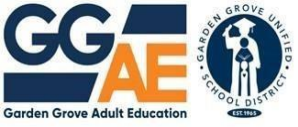 GG
AE
Garden Grove Adult Education
GARDEN GROVE UNIFIED
SCHOOL DISTRICT
EST. 1965